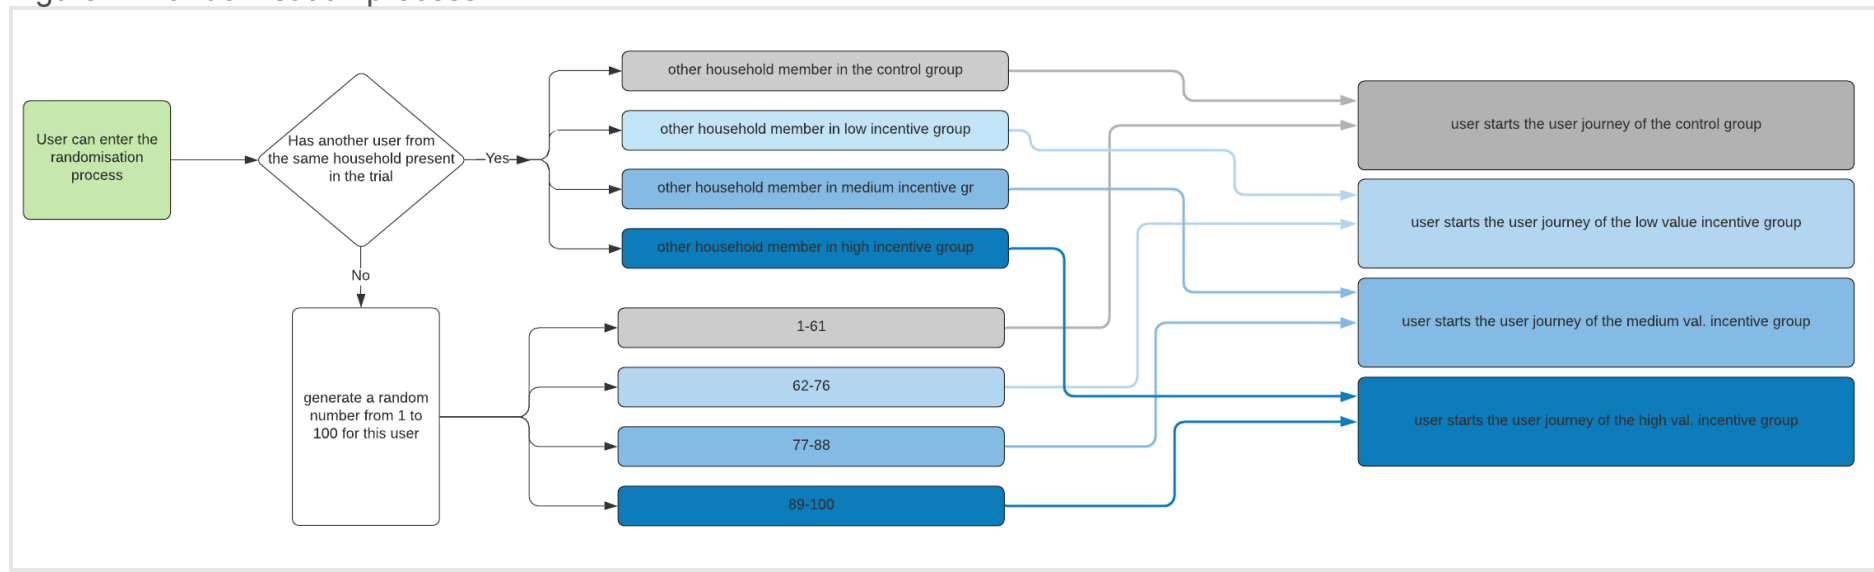 User can enter the
randomisation
process
Has another user from
the same household present
in the trial
Yes
No
other household member in the control group
other household member in low incentive group
other household member in medium incentive gr
other household member in high incentive group
generate a random
number from 1 to
100 for this user
1-61
62-76
77-88
89-100
user starts the user journey of the control group
user starts the user journey of the low value incentive group
user starts the user journey of the medium val. incentive group
user starts the user journey of the high val. incentive group